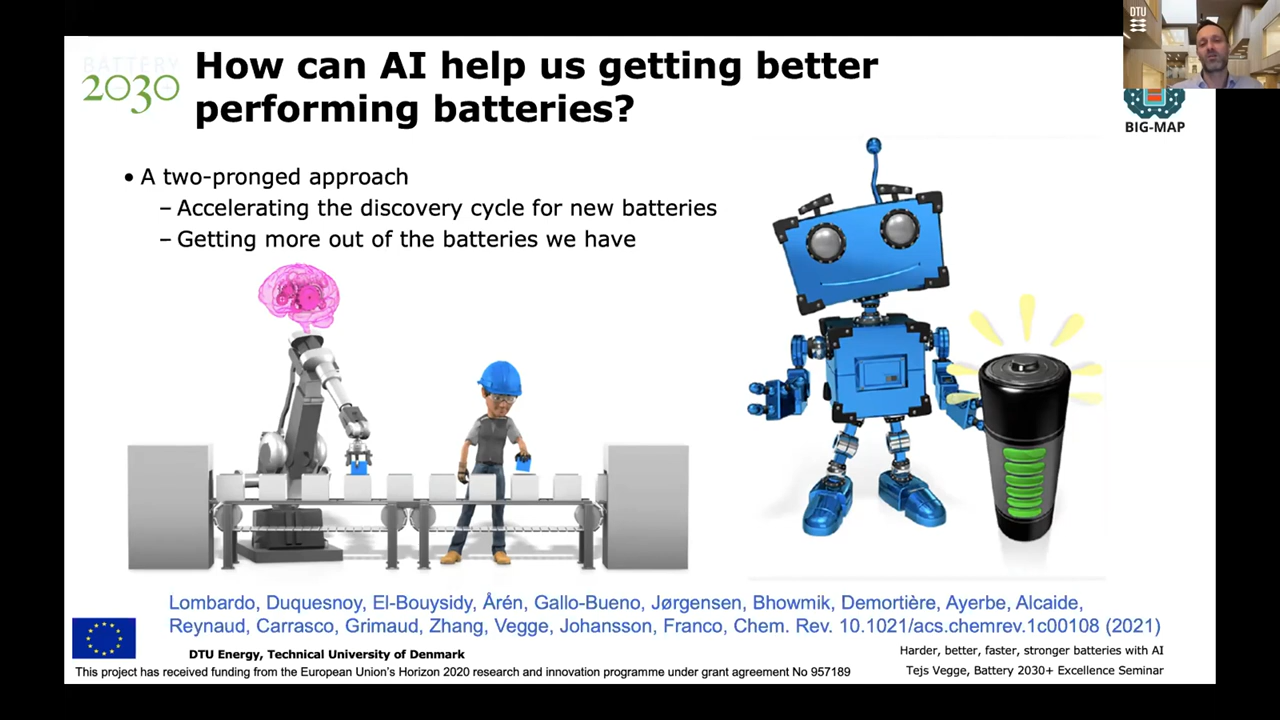 DTU
BATTERY
2030
How can AI help us getting better
performing batteries?
BIG-MAP
• A two-pronged approach
– Accelerating the discovery cycle for new batteries
– Getting more out of the batteries we have
Lombardo, Duquesnoy, El-Bouysidy, Årén, Gallo-Bueno, Jørgensen, Bhowmik, Demortière, Ayerbe, Alcaide,
Reynaud, Carrasco, Grimaud, Zhang, Vegge, Johansson, Franco, Chem. Rev. 10.1021/acs.chemrev.1c00108 (2021)
DTU Energy, Technical University of Denmark
Harder, better, faster, stronger batteries with AI
This project has received funding from the European Union's Horizon 2020 research and innovation programme under grant agreement No 957189
Tejs Vegge, Battery 2030+ Excellence Seminar